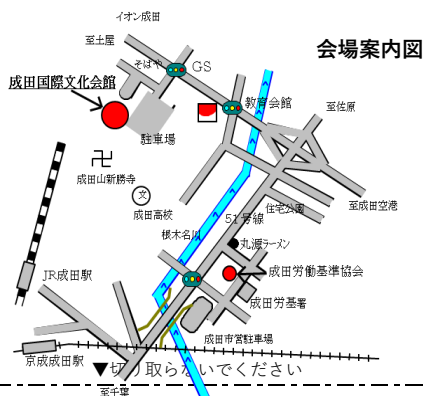 イオン成田
会場案内図
至土屋
そばや
GS
成田国際文化会館
教育会館
至佐原
駐車場
卍
成田山新勝寺
文
成田高校
住宅公園
至成田空港
51号線
根木名川
丸源ラーメン
成田労働基準協会
JR成田駅
成田労基署
成田市営駐車場
京成成田駅
▼切り取らないでください
至千葉